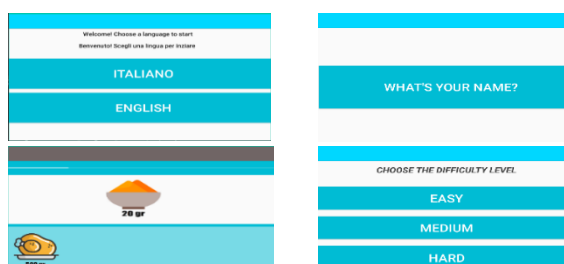 Welcome! Choose a language to start
Benvenuto! Scegli una lingua per iniziare
ITALIANO
ENGLISH
WHAT'S YOUR NAME?
20 gr
CHOOSE THE DIFFICULTY LEVEL
EASY
MEDIUM
HARD